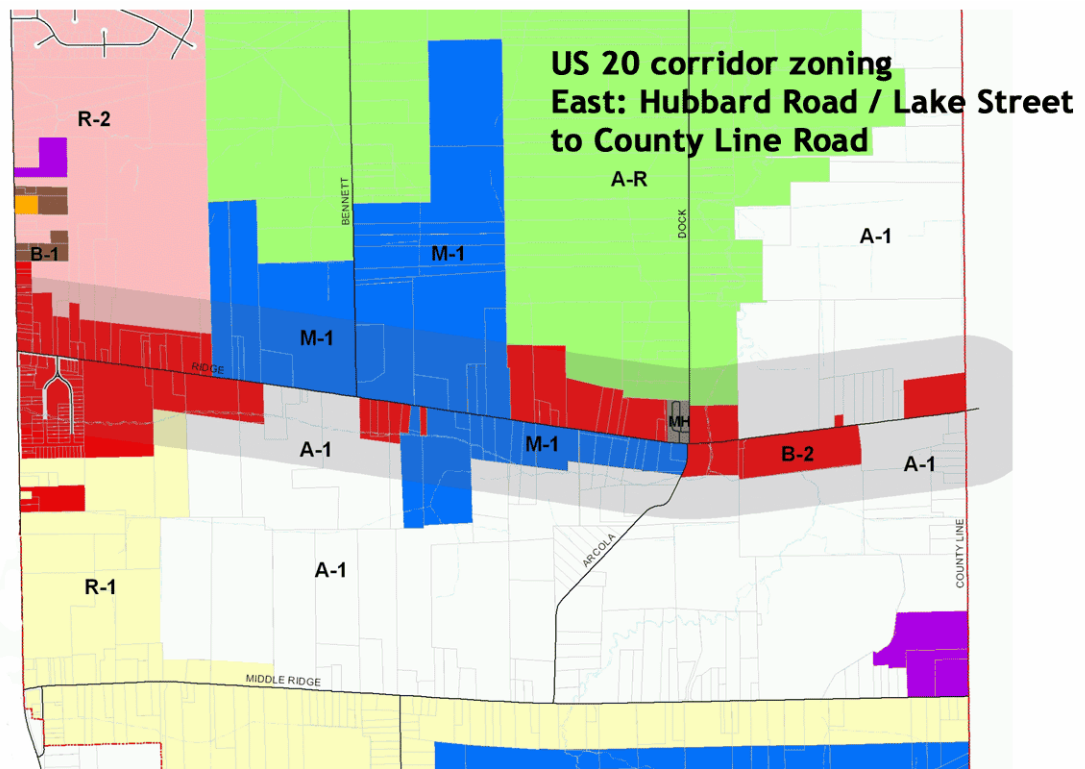 US 20 corridor zoning
East: Hubbard Road / Lake Street
to County Line Road
R-2
A-R
BENNETT
DOCK
A-1
B-1
M-1
M-1
RIDGE
MH
A-1
M-1
B-2
A-1
ARCOLA
COUNTY LINE
A-1
R-1
MIDDLE RIDGE